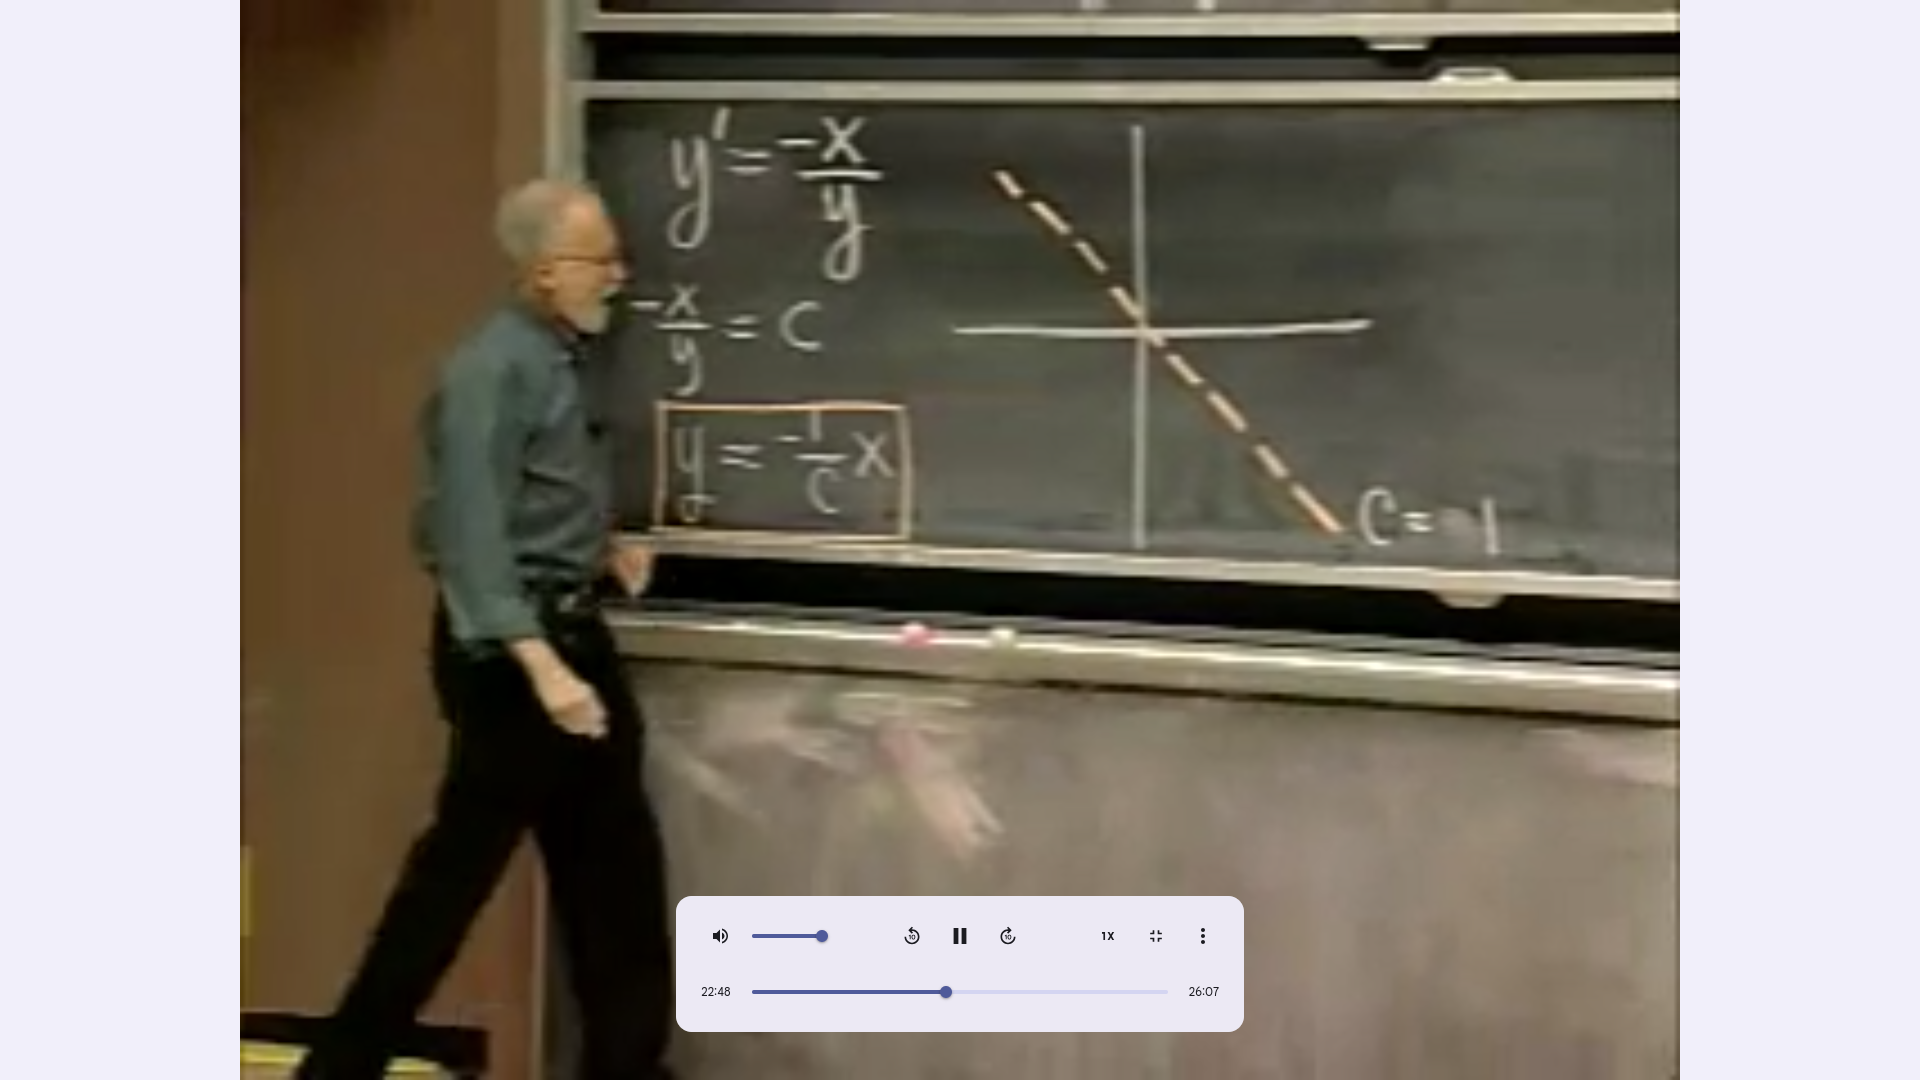 y' = -x/y
-x/y = C
y = -1/C x
C = 1
1X
22:48
26:07